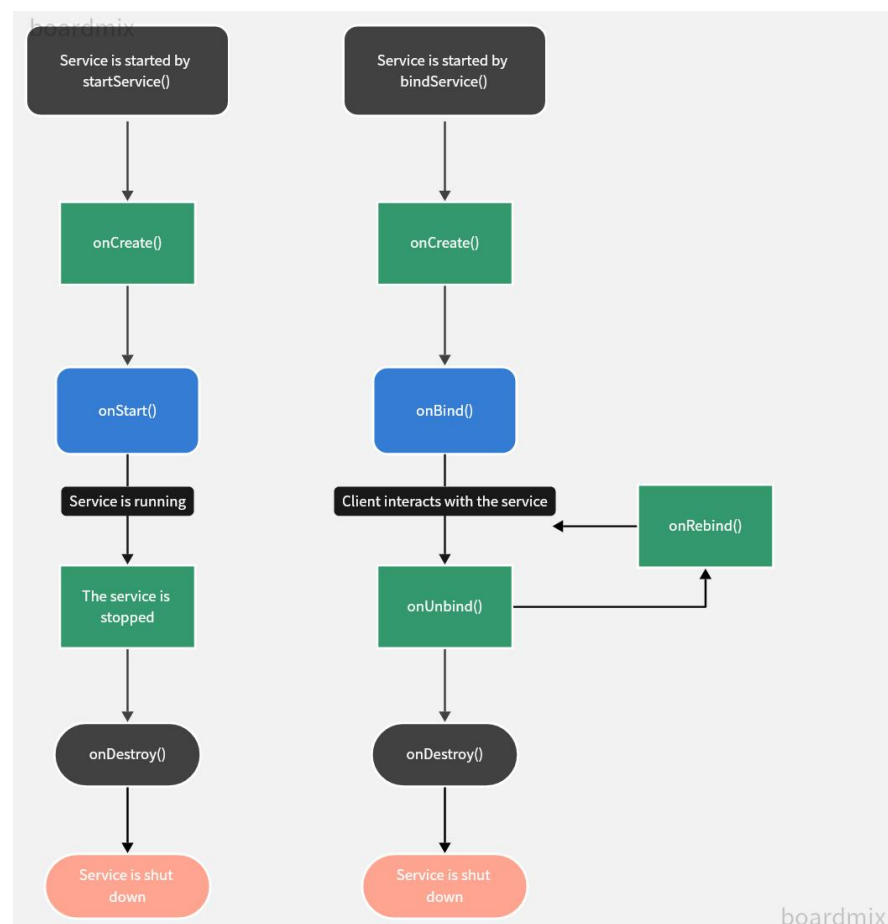 boardmix
Service is started by
startService()
Service is started by
bindService()
onCreate()
onCreate()
onStart()
onBind()
Service is running
Client interacts with the service
onRebind()
The service is
stopped
onUnbind()
onDestroy()
onDestroy()
Service is shut
down
Service is shut
down
boardmix